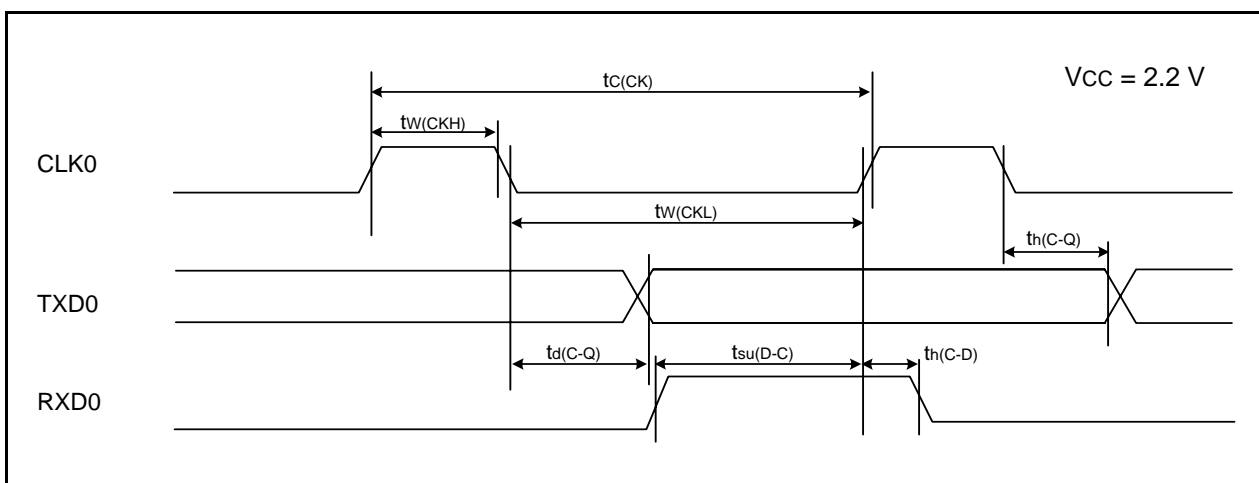 tC(CK)
VCC = 2.2 V
tW(CKH)
CLK0
tW(CKL)
th(C-Q)
TXD0
td(C-Q)
tsu(D-C)
th(C-D)
RXD0